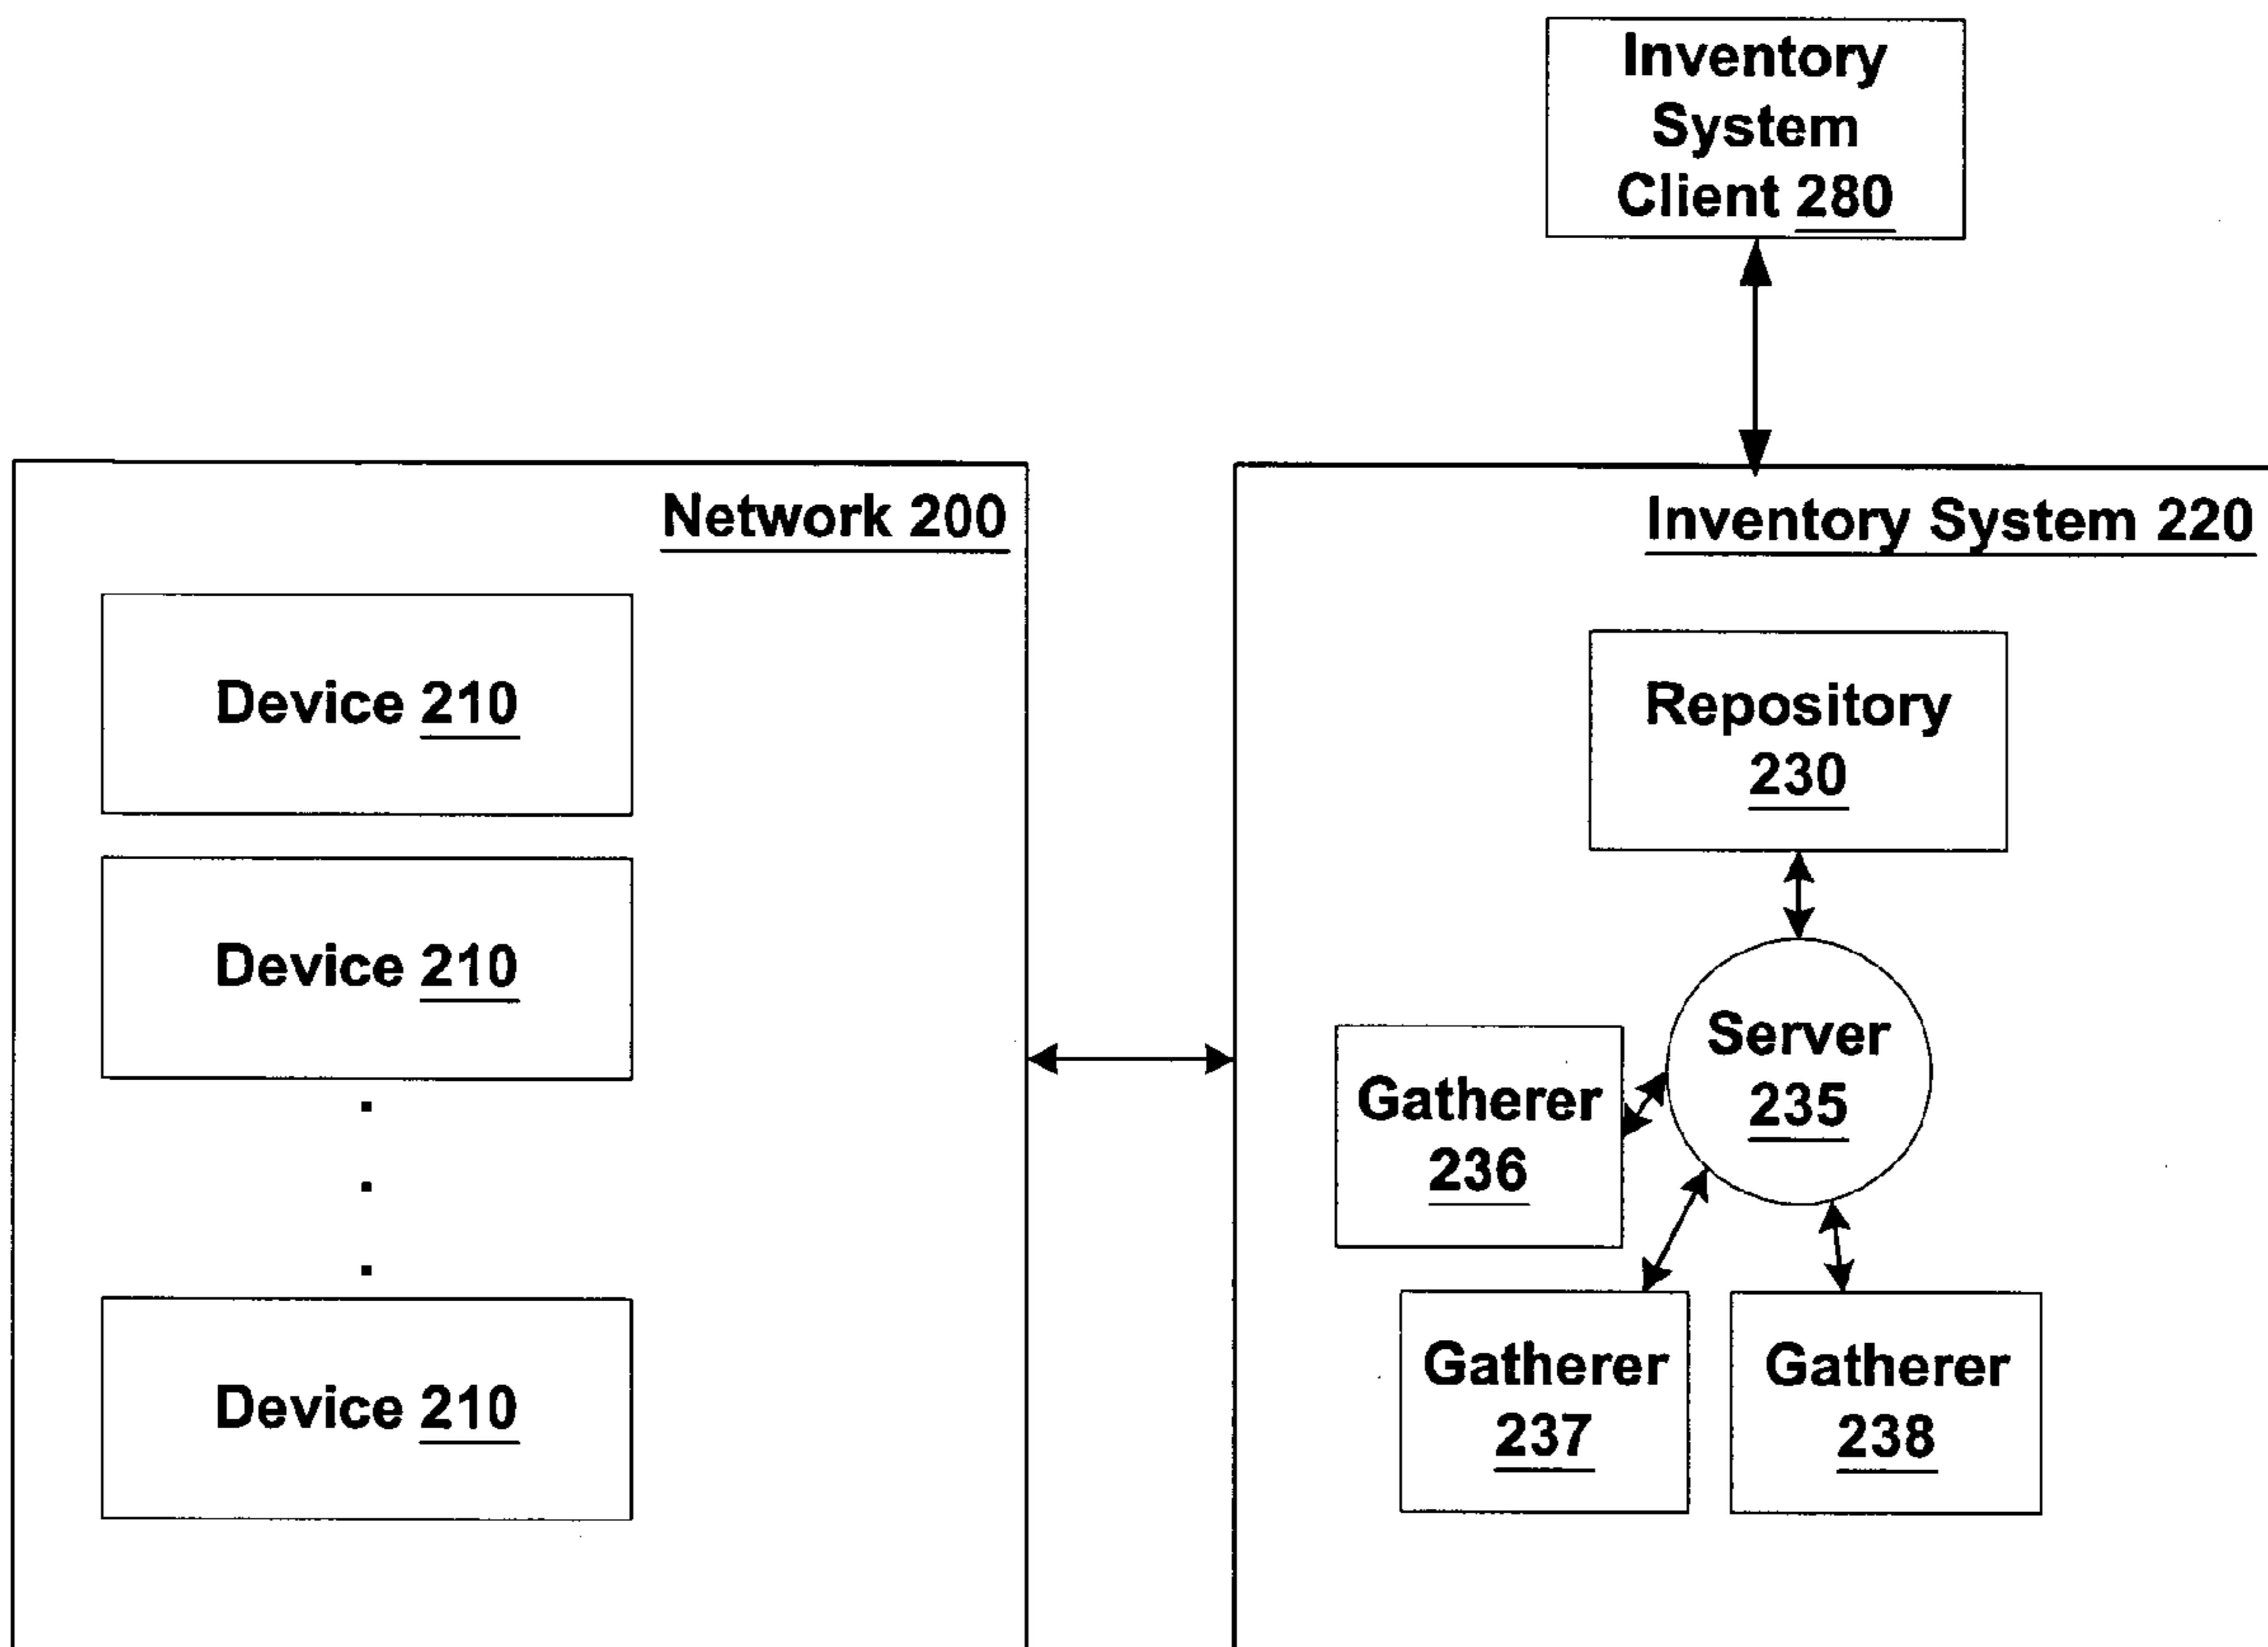 Inventory
System
Client 280
Network 200
Device 210
Device 210
Device 210
Inventory System 220
Repository
230
Server
235
Gatherer
236
Gatherer
237
Gatherer
238